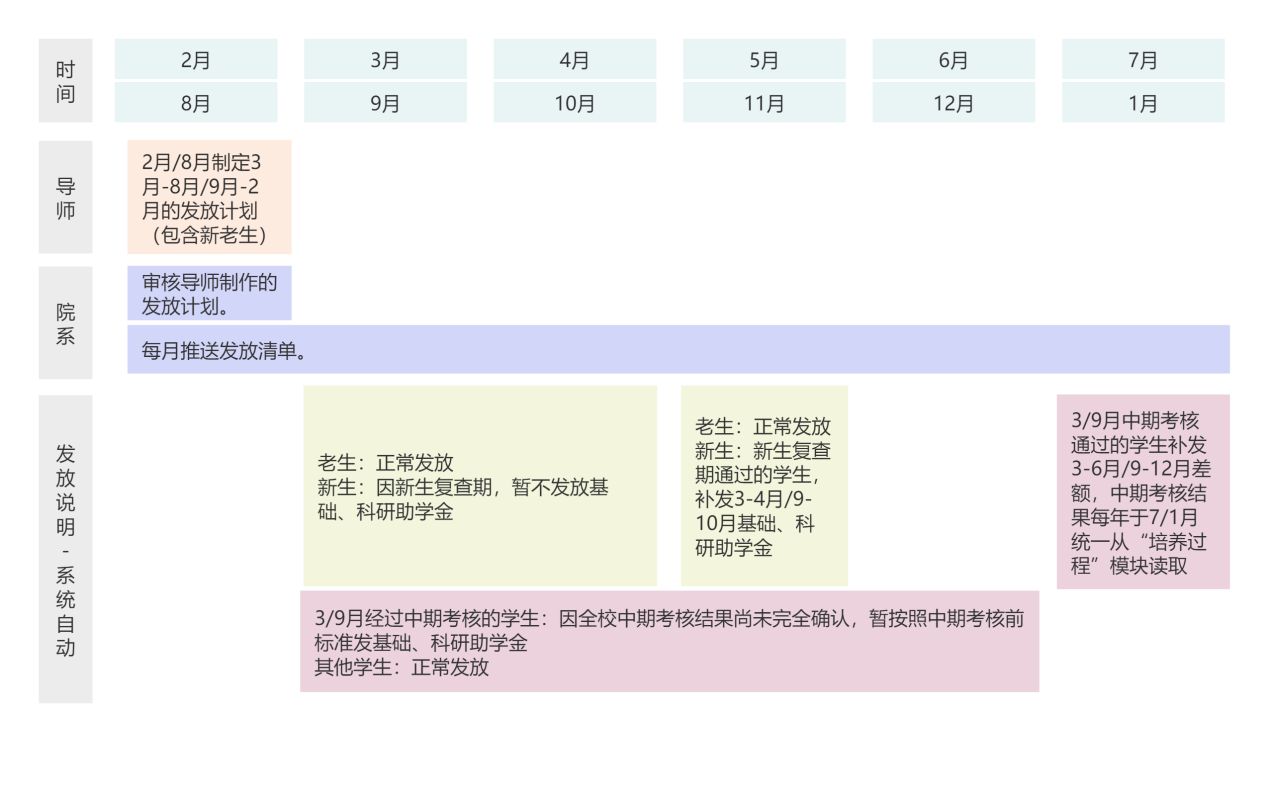 时间
2月
3月
4月
5月
6月
7月
8月
9月
10月
11月
12月
1月
导师
2月/8月制定3
月-8月/9月-2
月的发放计划
（包含新老生）
院系
审核导师制作的
发放计划。
每月推送发放清单。
发放说明-系统自动
老生：正常发放
新生：因新生复查期，暂不发放基
础、科研助学金
老生：正常发放
新生：新生复查
期通过的学生，
补发3-4月/9-
10月基础、科
研助学金
3/9月中期考核
通过的学生补发
3-6月/9-12月差
额，中期考核结
果每年于7/1月
统一从“培养过
程”模块读取
3/9月经过中期考核的学生：因全校中期考核结果尚未完全确认，暂按照中期考核前
标准发基础、科研助学金
其他学生：正常发放